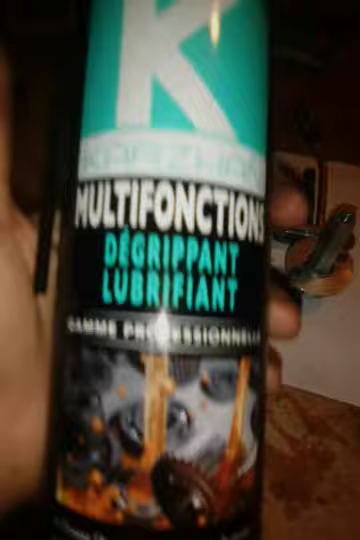 K
MULTIFONCTIONS
DÉGRIPPANT
LUBRIFIANT
GAMME PROFESSIONNELLE